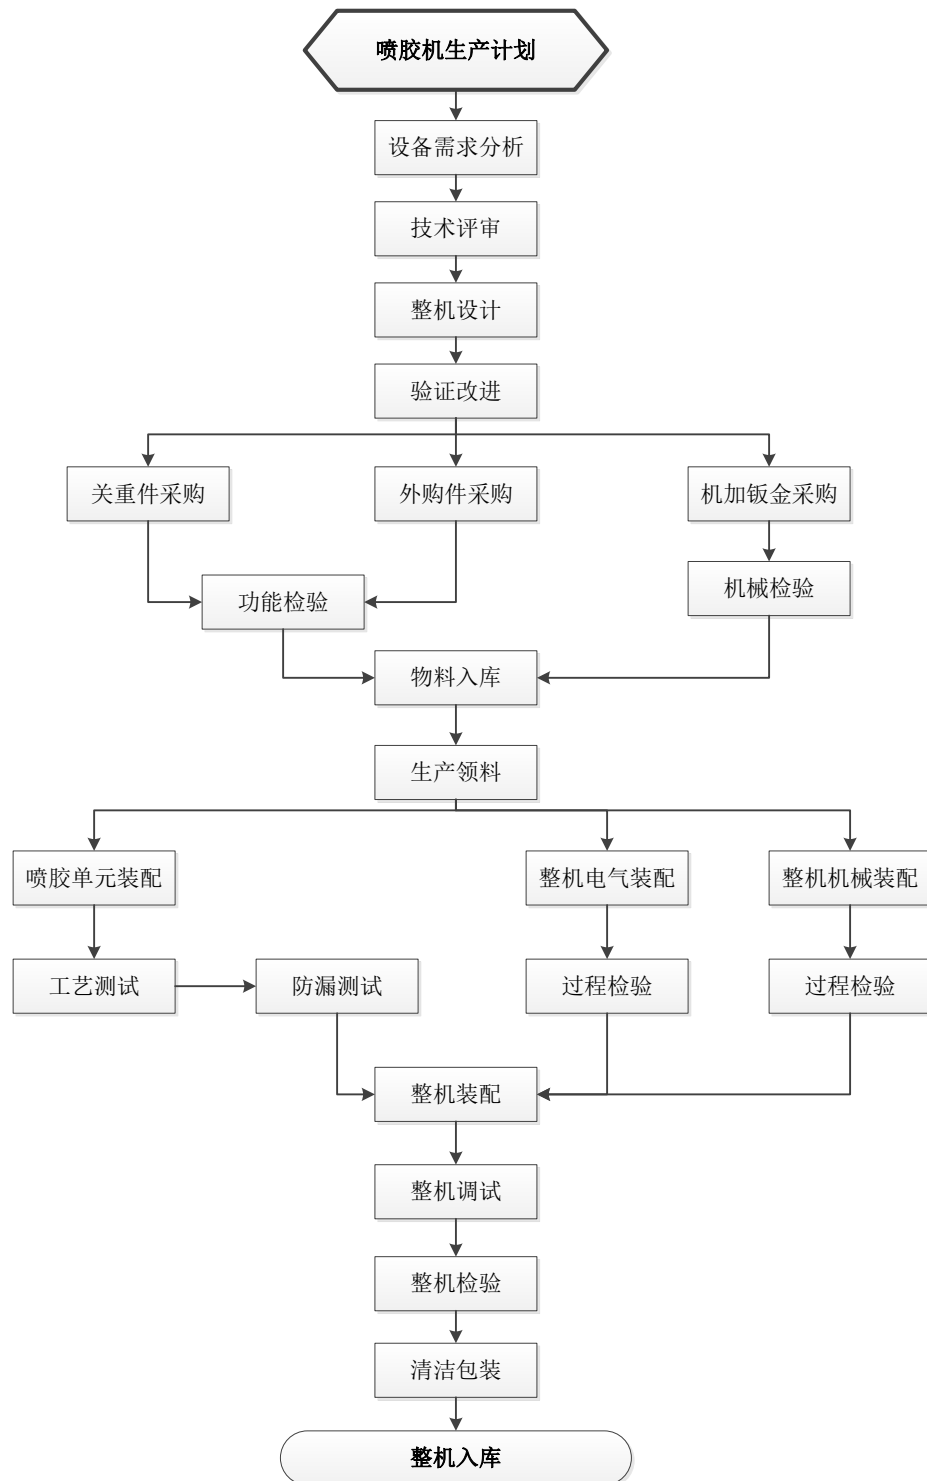 喷胶机生产计划
设备需求分析
技术评审
整机设计
验证改进
关重件采购
外购件采购
机加钣金采购
功能检验
机械检验
物料入库
生产领料
喷胶单元装配
整机电气装配
整机机械装配
工艺测试
防漏测试
过程检验
过程检验
整机装配
整机调试
整机检验
清洁包装
整机入库